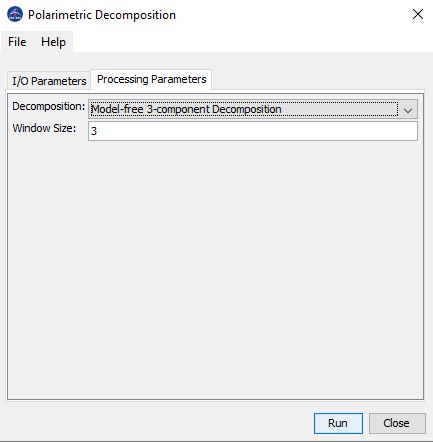 Polarimetric Decomposition
File Help
I/O Parameters Processing Parameters
Decomposition: Model-free 3-component Decomposition
Window Size: 3
Run Close